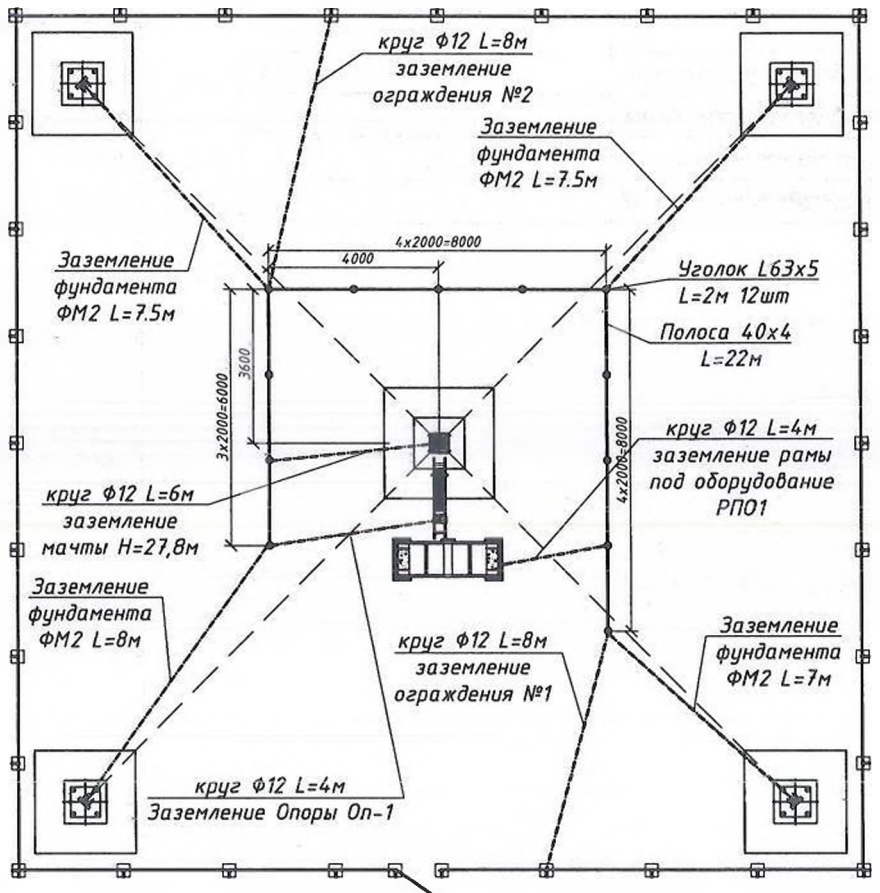 круг Ф12 L=8м
заземление
ограждения №2
Заземление
фундамента
ФМ2 L=7.5м
4х2000=8000
4000
Заземление
фундамента
ФМ2 L=7.5м
Уголок L63х5
L=2м 12шт
Полоса 40х4
L=22м
3600
3х2000=6000
4х2000=8000
круг Ф12 L=4м
заземление рамы
под оборудование
РПО1
круг Ф12 L=6м
заземление
мачты Н=27,8м
Заземление
фундамента
ФМ2 L=8м
круг Ф12 L=8м
заземление
ограждения №1
Заземление
фундамента
ФМ2 L=7м
круг Ф12 L=4м
Заземление Опоры Оп-1